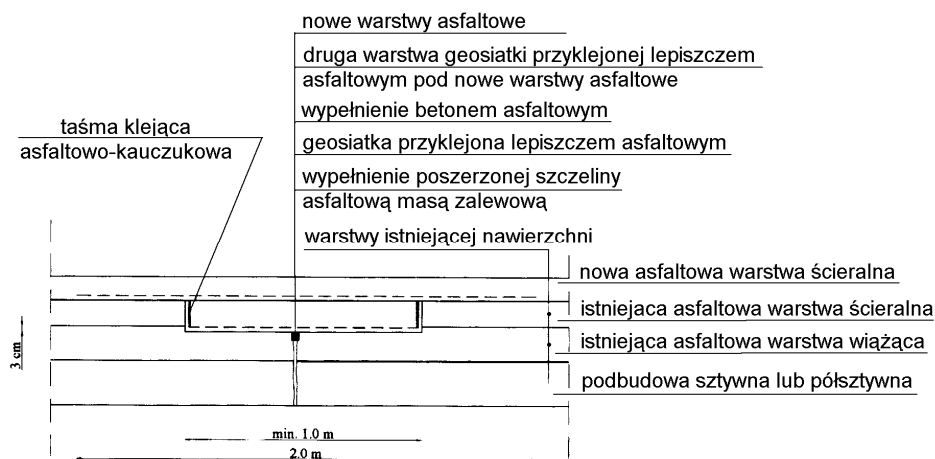 nowe warstwy asfaltowe
druga warstwa geosiatki przyklejonej lepiszczem
asfaltowym pod nowe warstwy asfaltowe
wypełnienie betonem asfaltowym
geosiatka przyklejona lepiszczem asfaltowym
wypełnienie poszerzonej szczeliny
asfaltową masą zalewową
warstwy istniejącej nawierzchni
taśma klejąca
asfaltowo-kauczukowa
nowa asfaltowa warstwa ścieralna
istniejaca asfaltowa warstwa ścieralna
istniejąca asfaltowa warstwa wiążąca
podbudowa sztywna lub półsztywna
3 cm
min. 1.0 m
2.0 m